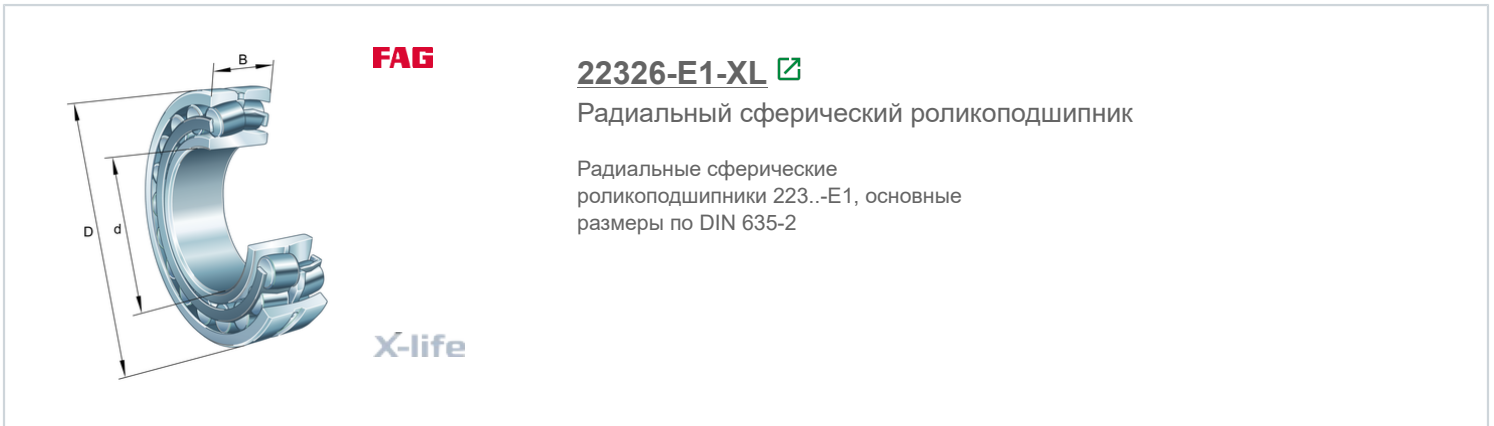 B
D
d
FAG
X-life
22326-E1-XL
Радиальный сферический роликоподшипник
Радиальные сферические
роликоподшипники 223..-E1, основные
размеры по DIN 635-2